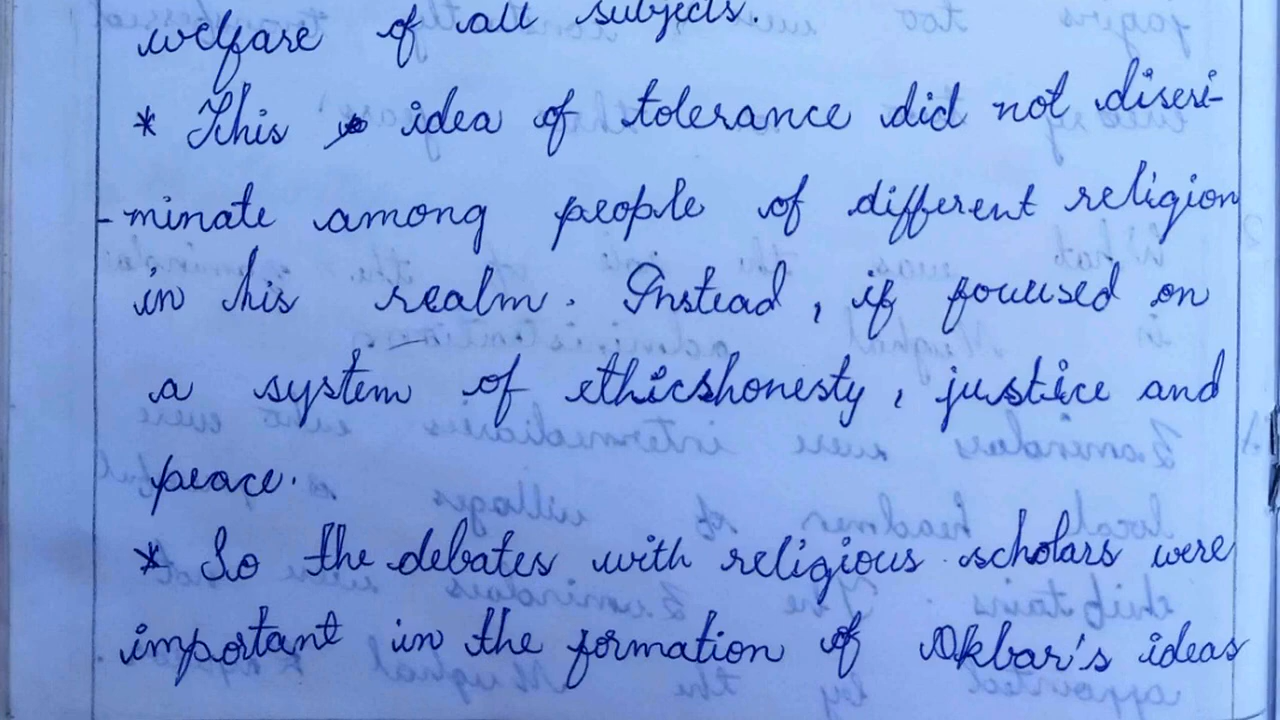 welfare of all subjects.
* This idea of tolerance did not discri-
-minate among people of different religion
in his realm. Instead, if focused on
a system of ethicshonesty, justice and
peace.
* So the debates with religious scholars were
important in the formation of Akbar's ideas